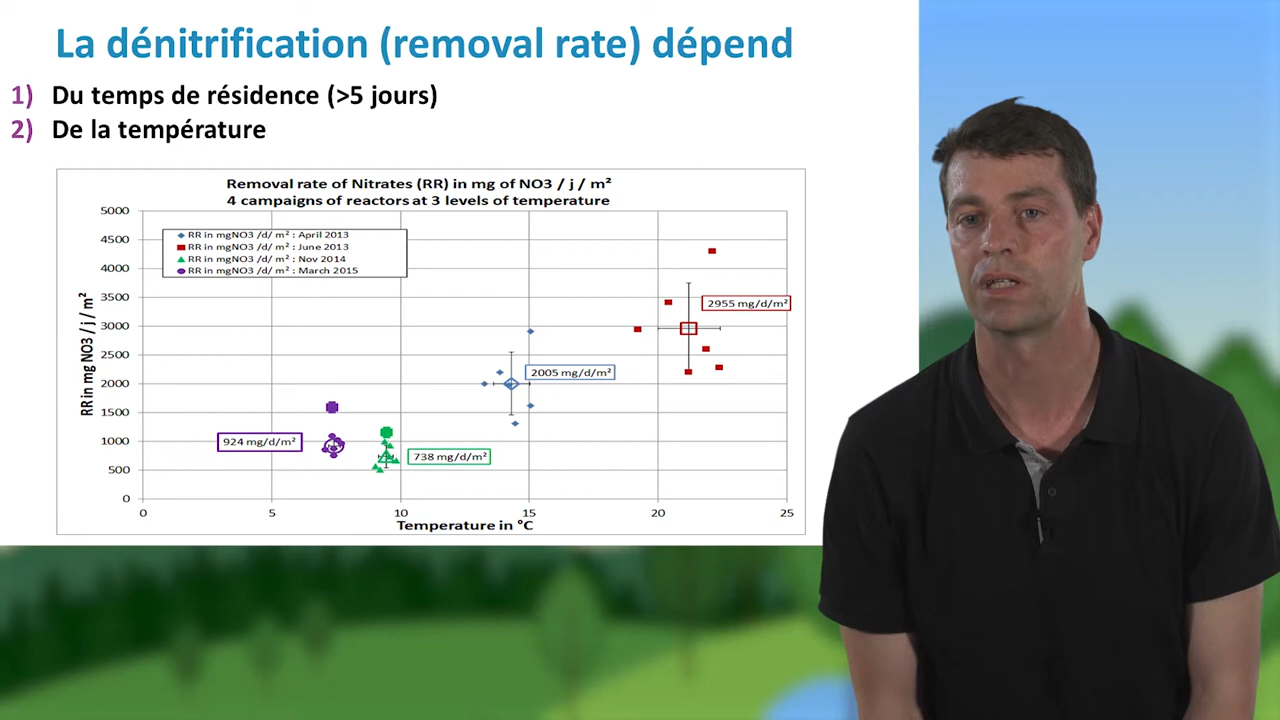 La dénitrification (removal rate) dépend
1) Du temps de résidence (>5 jours)
2) De la température
Removal rate of Nitrates (RR) in mg of NO3 / j / m²
4 campaigns of reactors at 3 levels of temperature
RR in mg NO3 / j / m²
5000
4500
4000
3500
3000
2500
2000
1500
1000
500
0
RR in mgNO3 /d/ m² : April 2013
RR in mgNO3 /d/ m² : June 2013
RR in mgNO3 /d/ m² : Nov 2014
RR in mgNO3 /d/ m² : March 2015
2955 mg/d/m²
2005 mg/d/m²
924 mg/d/m²
738 mg/d/m²
0 5 10 15 20 25
Temperature in °C